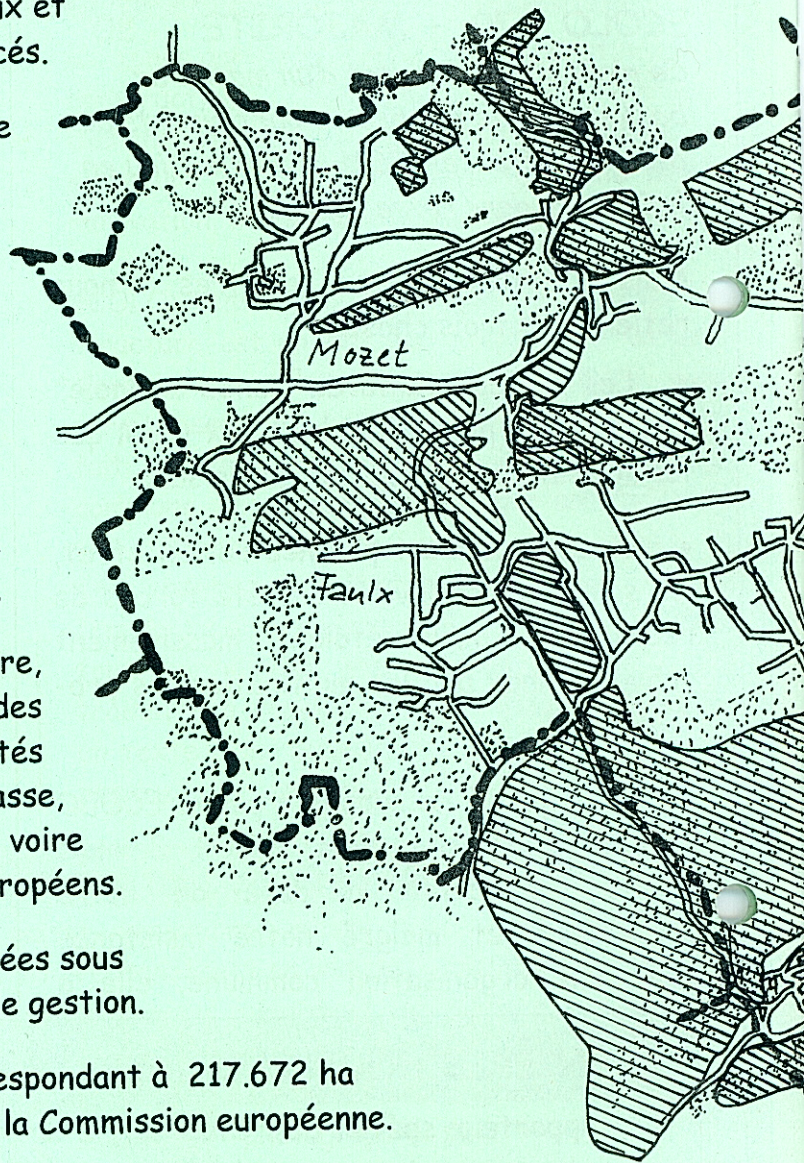 x et
cés.
e
Mozet
Faulx
re,
des
tés
asse,
voire
ropéens.
ées sous
e gestion.
espondant à 217.672 ha
la Commission européenne.